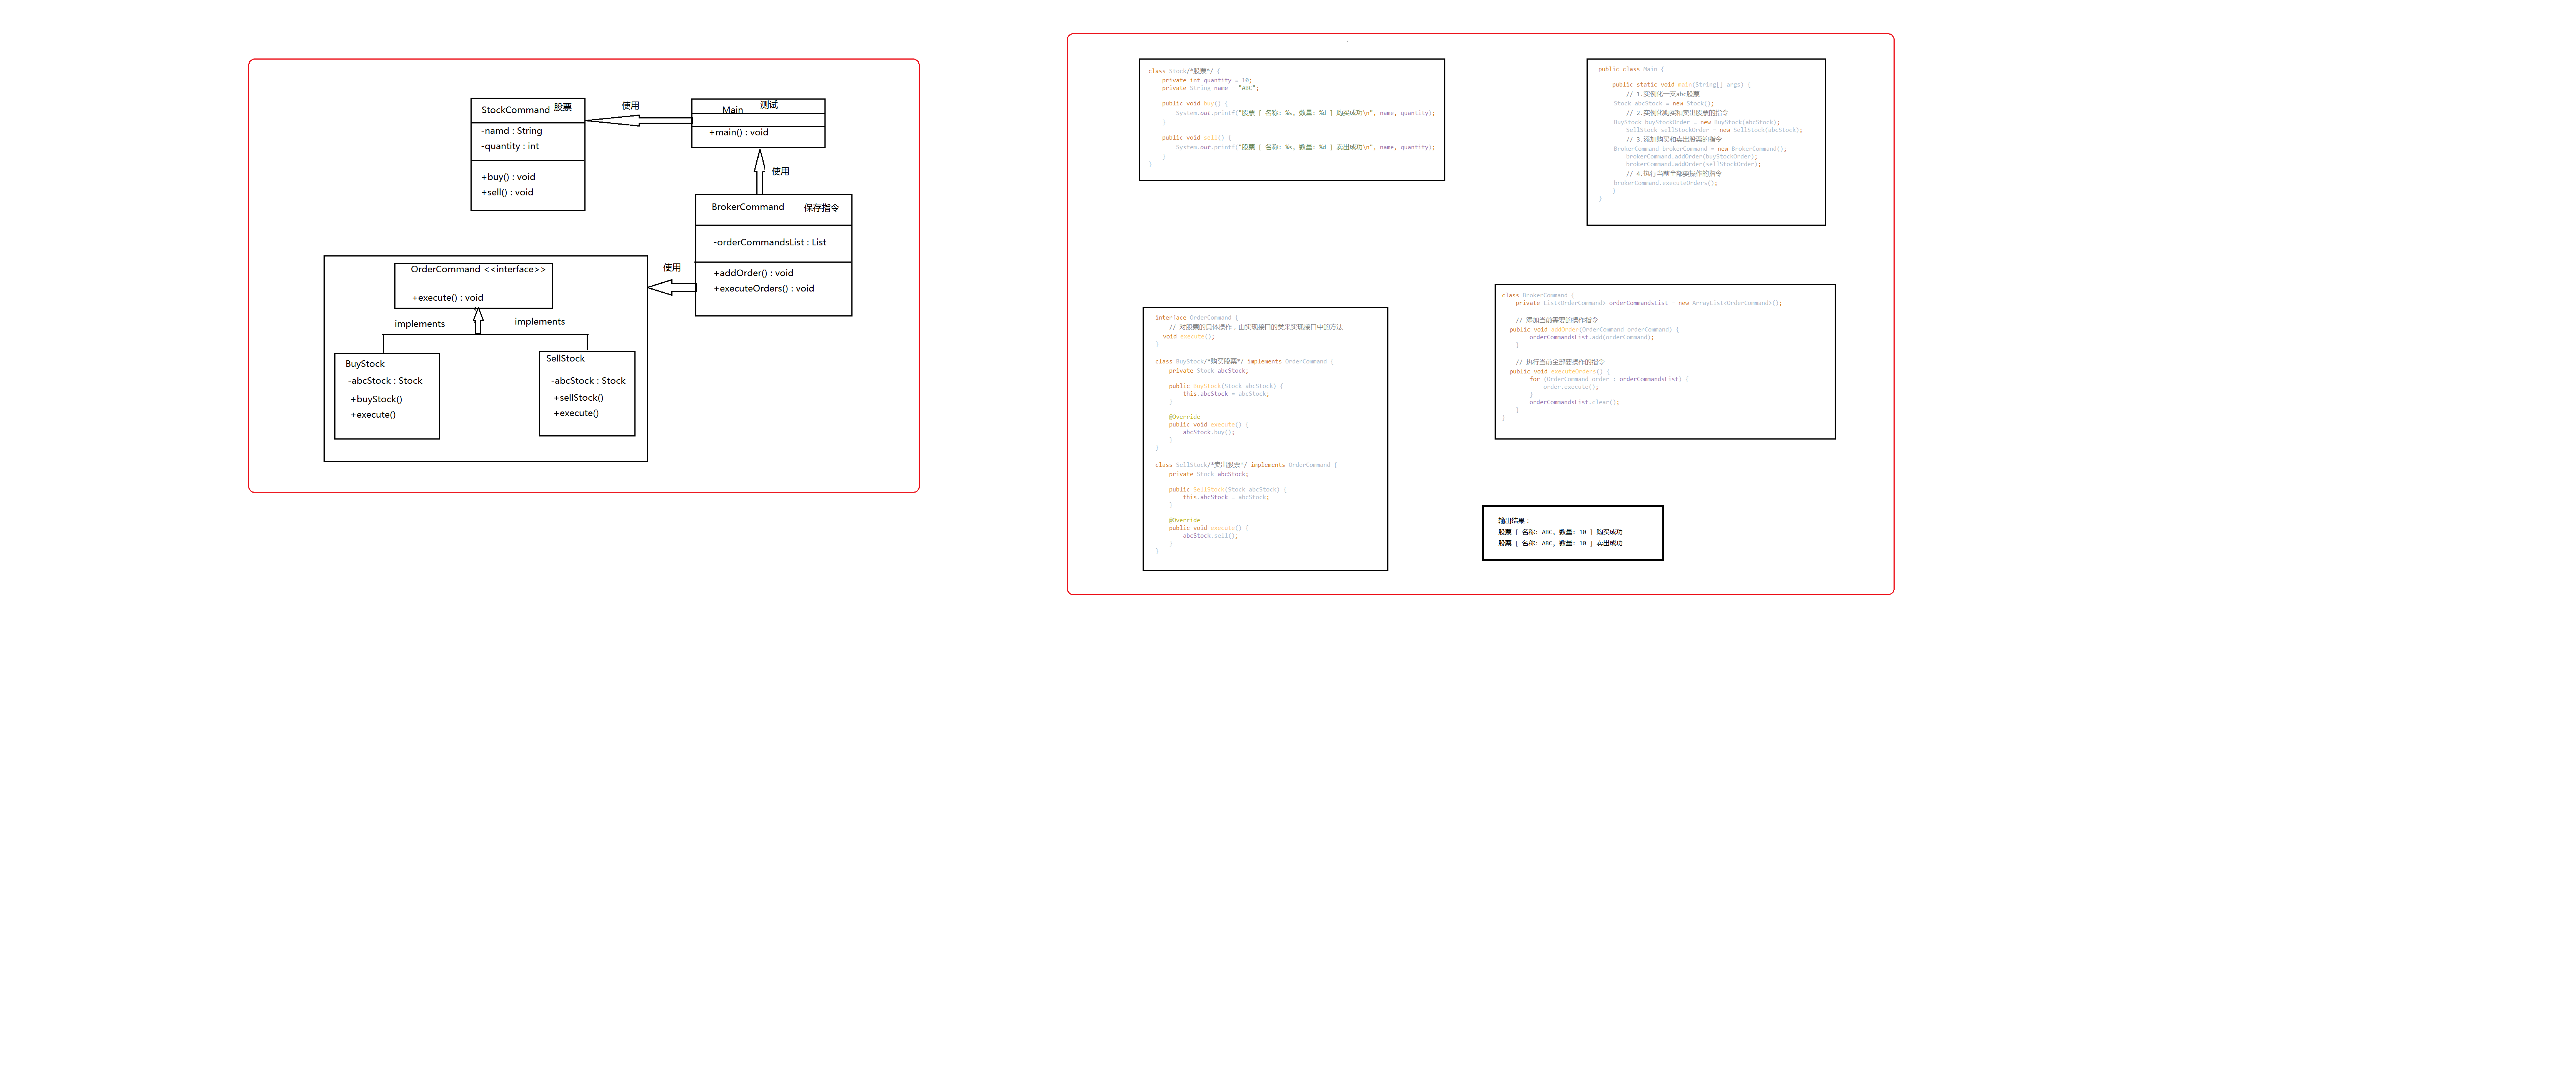 StockCommand 股票
-namd : String
-quantity : int
+buy() : void
+sell() : void
使用
Main 测试
+main() : void
使用
BrokerCommand 保存指令
-orderCommandsList : List
+addOrder() : void
+executeOrders() : void
使用
OrderCommand <<interface>>
+execute() : void
implements
implements
BuyStock
-abcStock : Stock
+buyStock()
+execute()
SellStock
-abcStock : Stock
+sellStock()
+execute()
class Stock/*股票*/ {
private int quantity = 10;
private String name = "ABC";
public void buy() {
System.out.printf("股票 [ 名称: %s, 数量: %d ] 购买成功\n", name, quantity);
}
public void sell() {
System.out.printf("股票 [ 名称: %s, 数量: %d ] 卖出成功\n", name, quantity);
}
}
public class Main {
public static void main(String[] args) {
// 1.实例化一支abc股票
Stock abcStock = new Stock();
// 2.实例化购买和卖出股票的指令
BuyStock buyStockOrder = new BuyStock(abcStock);
SellStock sellStockOrder = new SellStock(abcStock);
// 3.添加购买和卖出股票的指令
BrokerCommand brokerCommand = new BrokerCommand();
brokerCommand.addOrder(buyStockOrder);
brokerCommand.addOrder(sellStockOrder);
// 4.执行当前全部要操作的指令
brokerCommand.executeOrders();
}
}
interface OrderCommand {
// 对股票的具体操作，由实现接口的类来实现接口中的方法
void execute();
}
class BuyStock/*购买股票*/ implements OrderCommand {
private Stock abcStock;
public BuyStock(Stock abcStock) {
this.abcStock = abcStock;
}
@Override
public void execute() {
abcStock.buy();
}
}
class SellStock/*卖出股票*/ implements OrderCommand {
private Stock abcStock;
public SellStock(Stock abcStock) {
this.abcStock = abcStock;
}
@Override
public void execute() {
abcStock.sell();
}
}
class BrokerCommand {
private List<OrderCommand> orderCommandsList = new ArrayList<OrderCommand>();
// 添加当前需要的操作指令
public void addOrder(OrderCommand orderCommand) {
orderCommandsList.add(orderCommand);
}
// 执行当前全部要操作的指令
public void executeOrders() {
for (OrderCommand order : orderCommandsList) {
order.execute();
}
orderCommandsList.clear();
}
}
输出结果：
股票 [ 名称: ABC, 数量: 10 ] 购买成功
股票 [ 名称: ABC, 数量: 10 ] 卖出成功